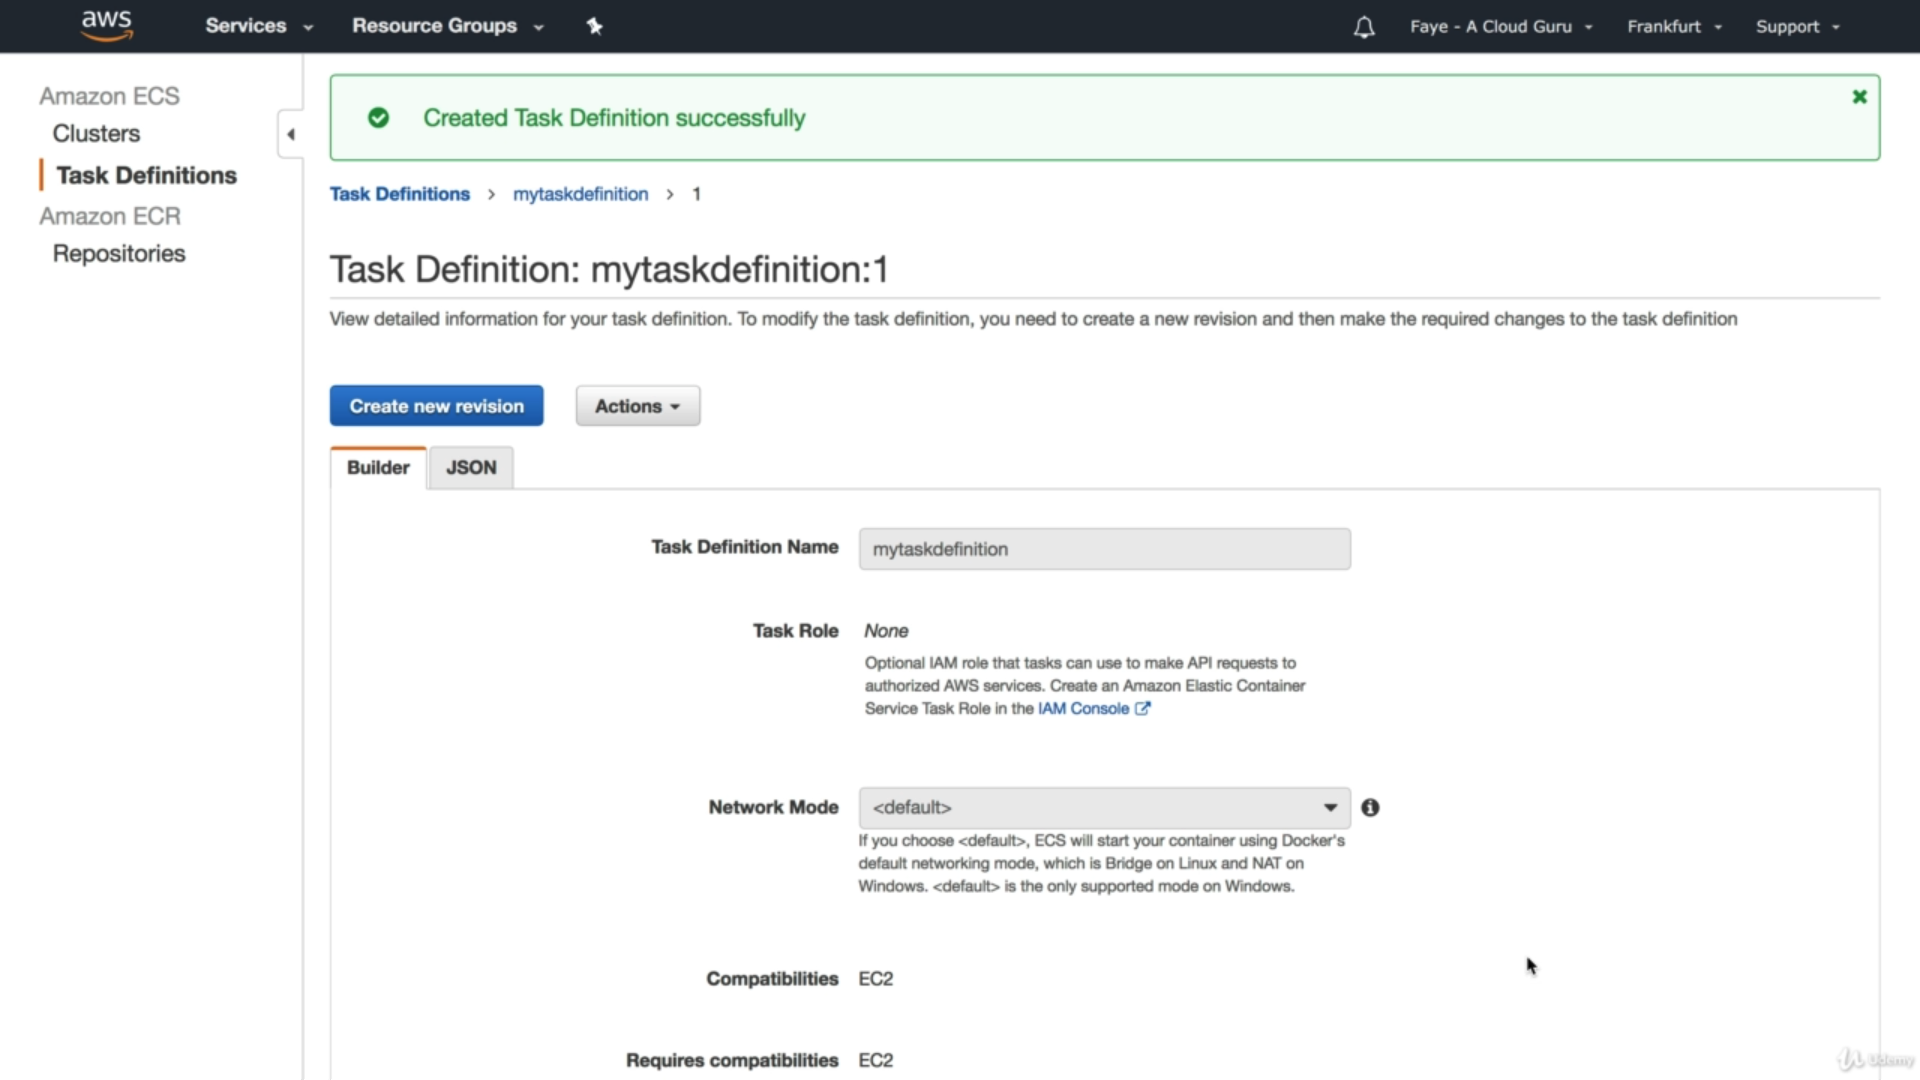 aws
Services
Resource Groups
Faye - A Cloud Guru
Frankfurt
Support
Amazon ECS
Clusters
Task Definitions
Amazon ECR
Repositories
Created Task Definition successfully
Task Definitions > mytaskdefinition > 1
Task Definition: mytaskdefinition:1
View detailed information for your task definition. To modify the task definition, you need to create a new revision and then make the required changes to the task definition
Create new revision
Actions
Builder
JSON
Task Definition Name
mytaskdefinition
Task Role
None
Optional IAM role that tasks can use to make API requests to
authorized AWS services. Create an Amazon Elastic Container
Service Task Role in the IAM Console
Network Mode
<default>
If you choose <default>, ECS will start your container using Docker's
default networking mode, which is Bridge on Linux and NAT on
Windows. <default> is the only supported mode on Windows.
Compatibilities
EC2
Requires compatibilities
EC2
Udemy